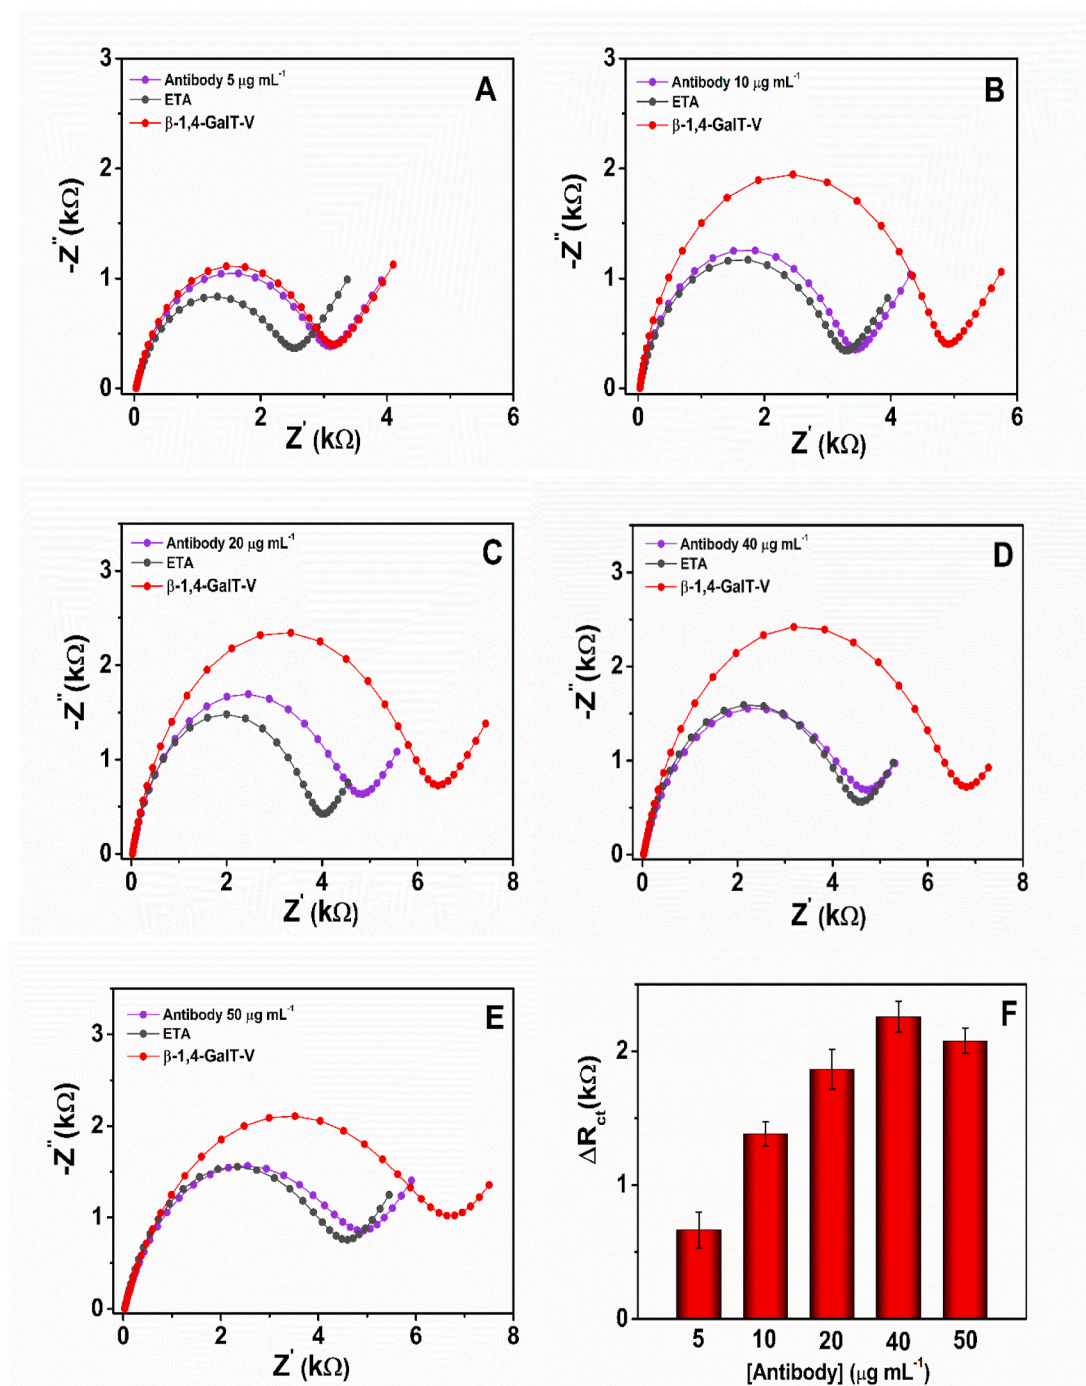 A
Antibody 5 μg mL⁻¹
ETA
β-1,4-GalT-V
3
2
1
0
-Z'' (kΩ)
0 2 4 6
Z' (kΩ)
B
Antibody 10 μg mL⁻¹
ETA
β-1,4-GalT-V
3
2
1
0
-Z'' (kΩ)
0 2 4 6
Z' (kΩ)
C
Antibody 20 μg mL⁻¹
ETA
β-1,4-GalT-V
3
2
1
0
-Z'' (kΩ)
0 2 4 6 8
Z' (kΩ)
D
Antibody 40 μg mL⁻¹
ETA
β-1,4-GalT-V
3
2
1
0
-Z'' (kΩ)
0 2 4 6 8
Z' (kΩ)
E
Antibody 50 μg mL⁻¹
ETA
β-1,4-GalT-V
3
2
1
0
-Z'' (kΩ)
0 2 4 6 8
Z' (kΩ)
F
2
1
0
ΔRct (kΩ)
5 10 20 40 50
[Antibody] (μg mL⁻¹)